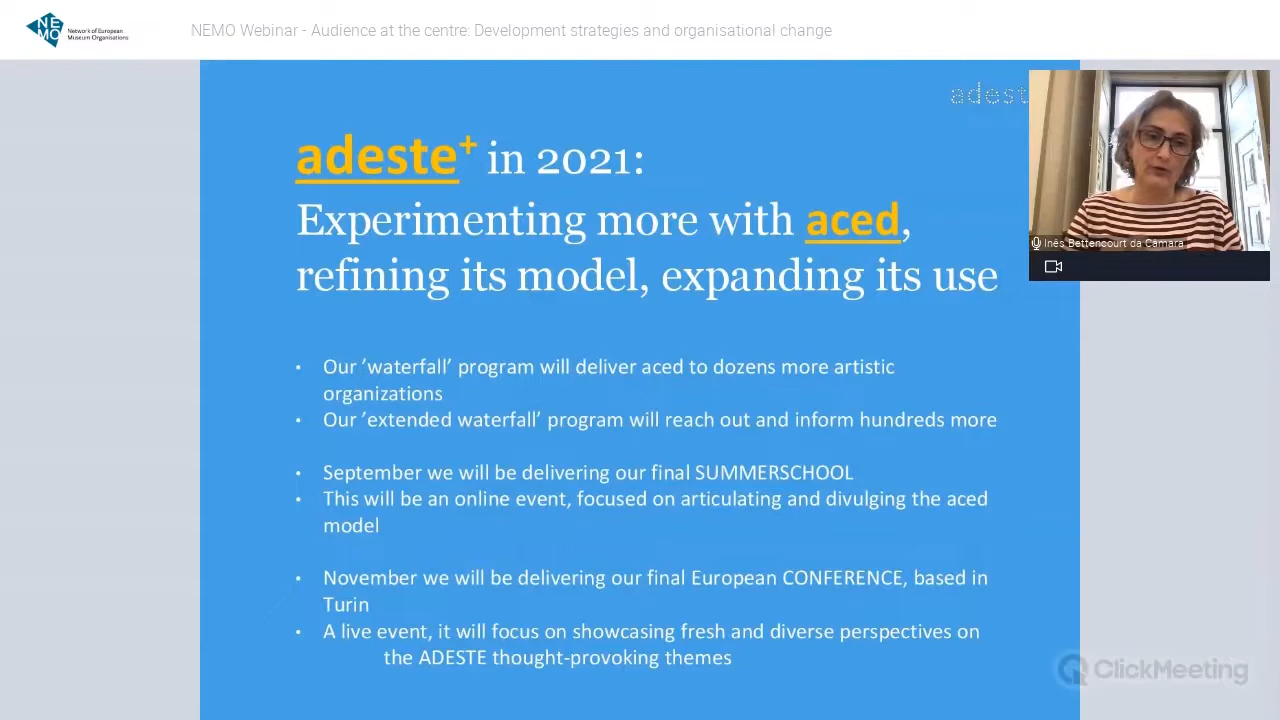 NE
MO
Network of European
Museum Organisations
NEMO Webinar - Audience at the centre: Development strategies and organisational change
adest
adeste+ in 2021:
Experimenting more with aced,
refining its model, expanding its use
Inês Bettencourt da Câmara
• Our ’waterfall’ program will deliver aced to dozens more artistic
organizations
• Our ’extended waterfall’ program will reach out and inform hundreds more
• September we will be delivering our final SUMMERSCHOOL
• This will be an online event, focused on articulating and divulging the aced
model
• November we will be delivering our final European CONFERENCE, based in
Turin
• A live event, it will focus on showcasing fresh and diverse perspectives on
the ADESTE thought-provoking themes
ClickMeeting